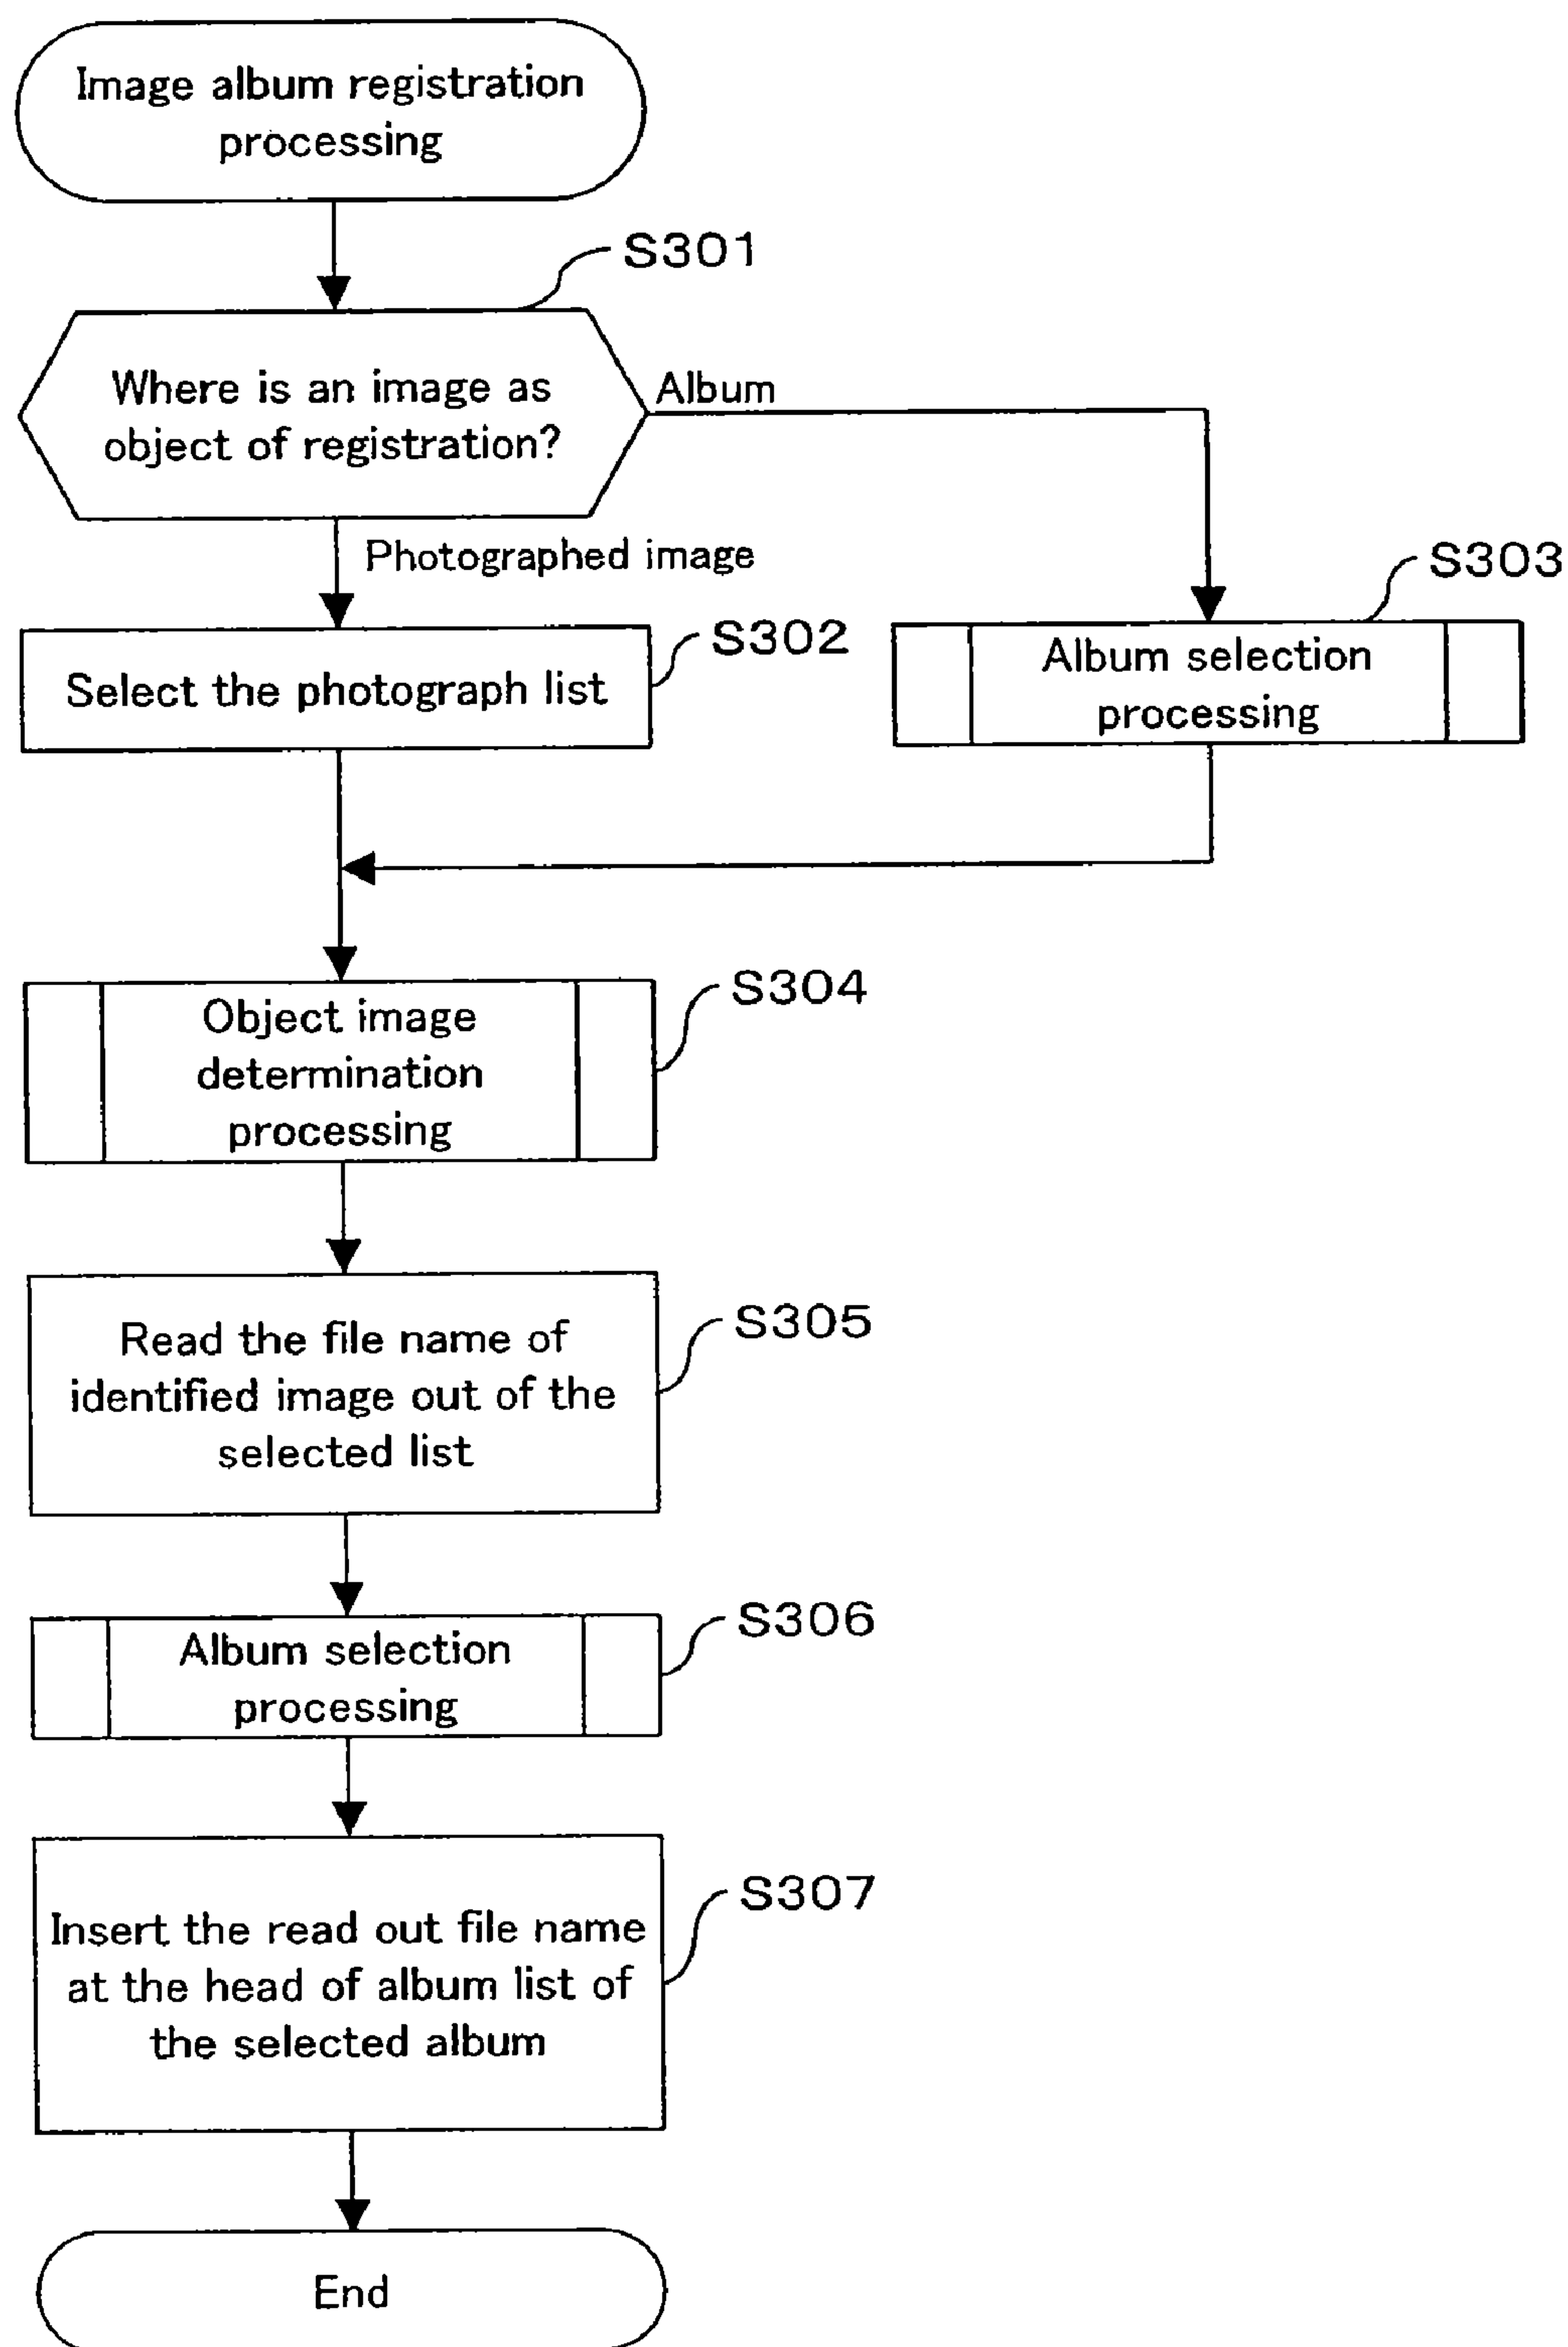 Image album registration
processing
S301
Where is an image as
object of registration?
Album
Photographed image
S303
S302
Select the photograph list
Album selection
processing
S304
Object image
determination
processing
S305
Read the file name of
identified image out of the
selected list
S306
Album selection
processing
S307
Insert the read out file name
at the head of album list of
the selected album
End